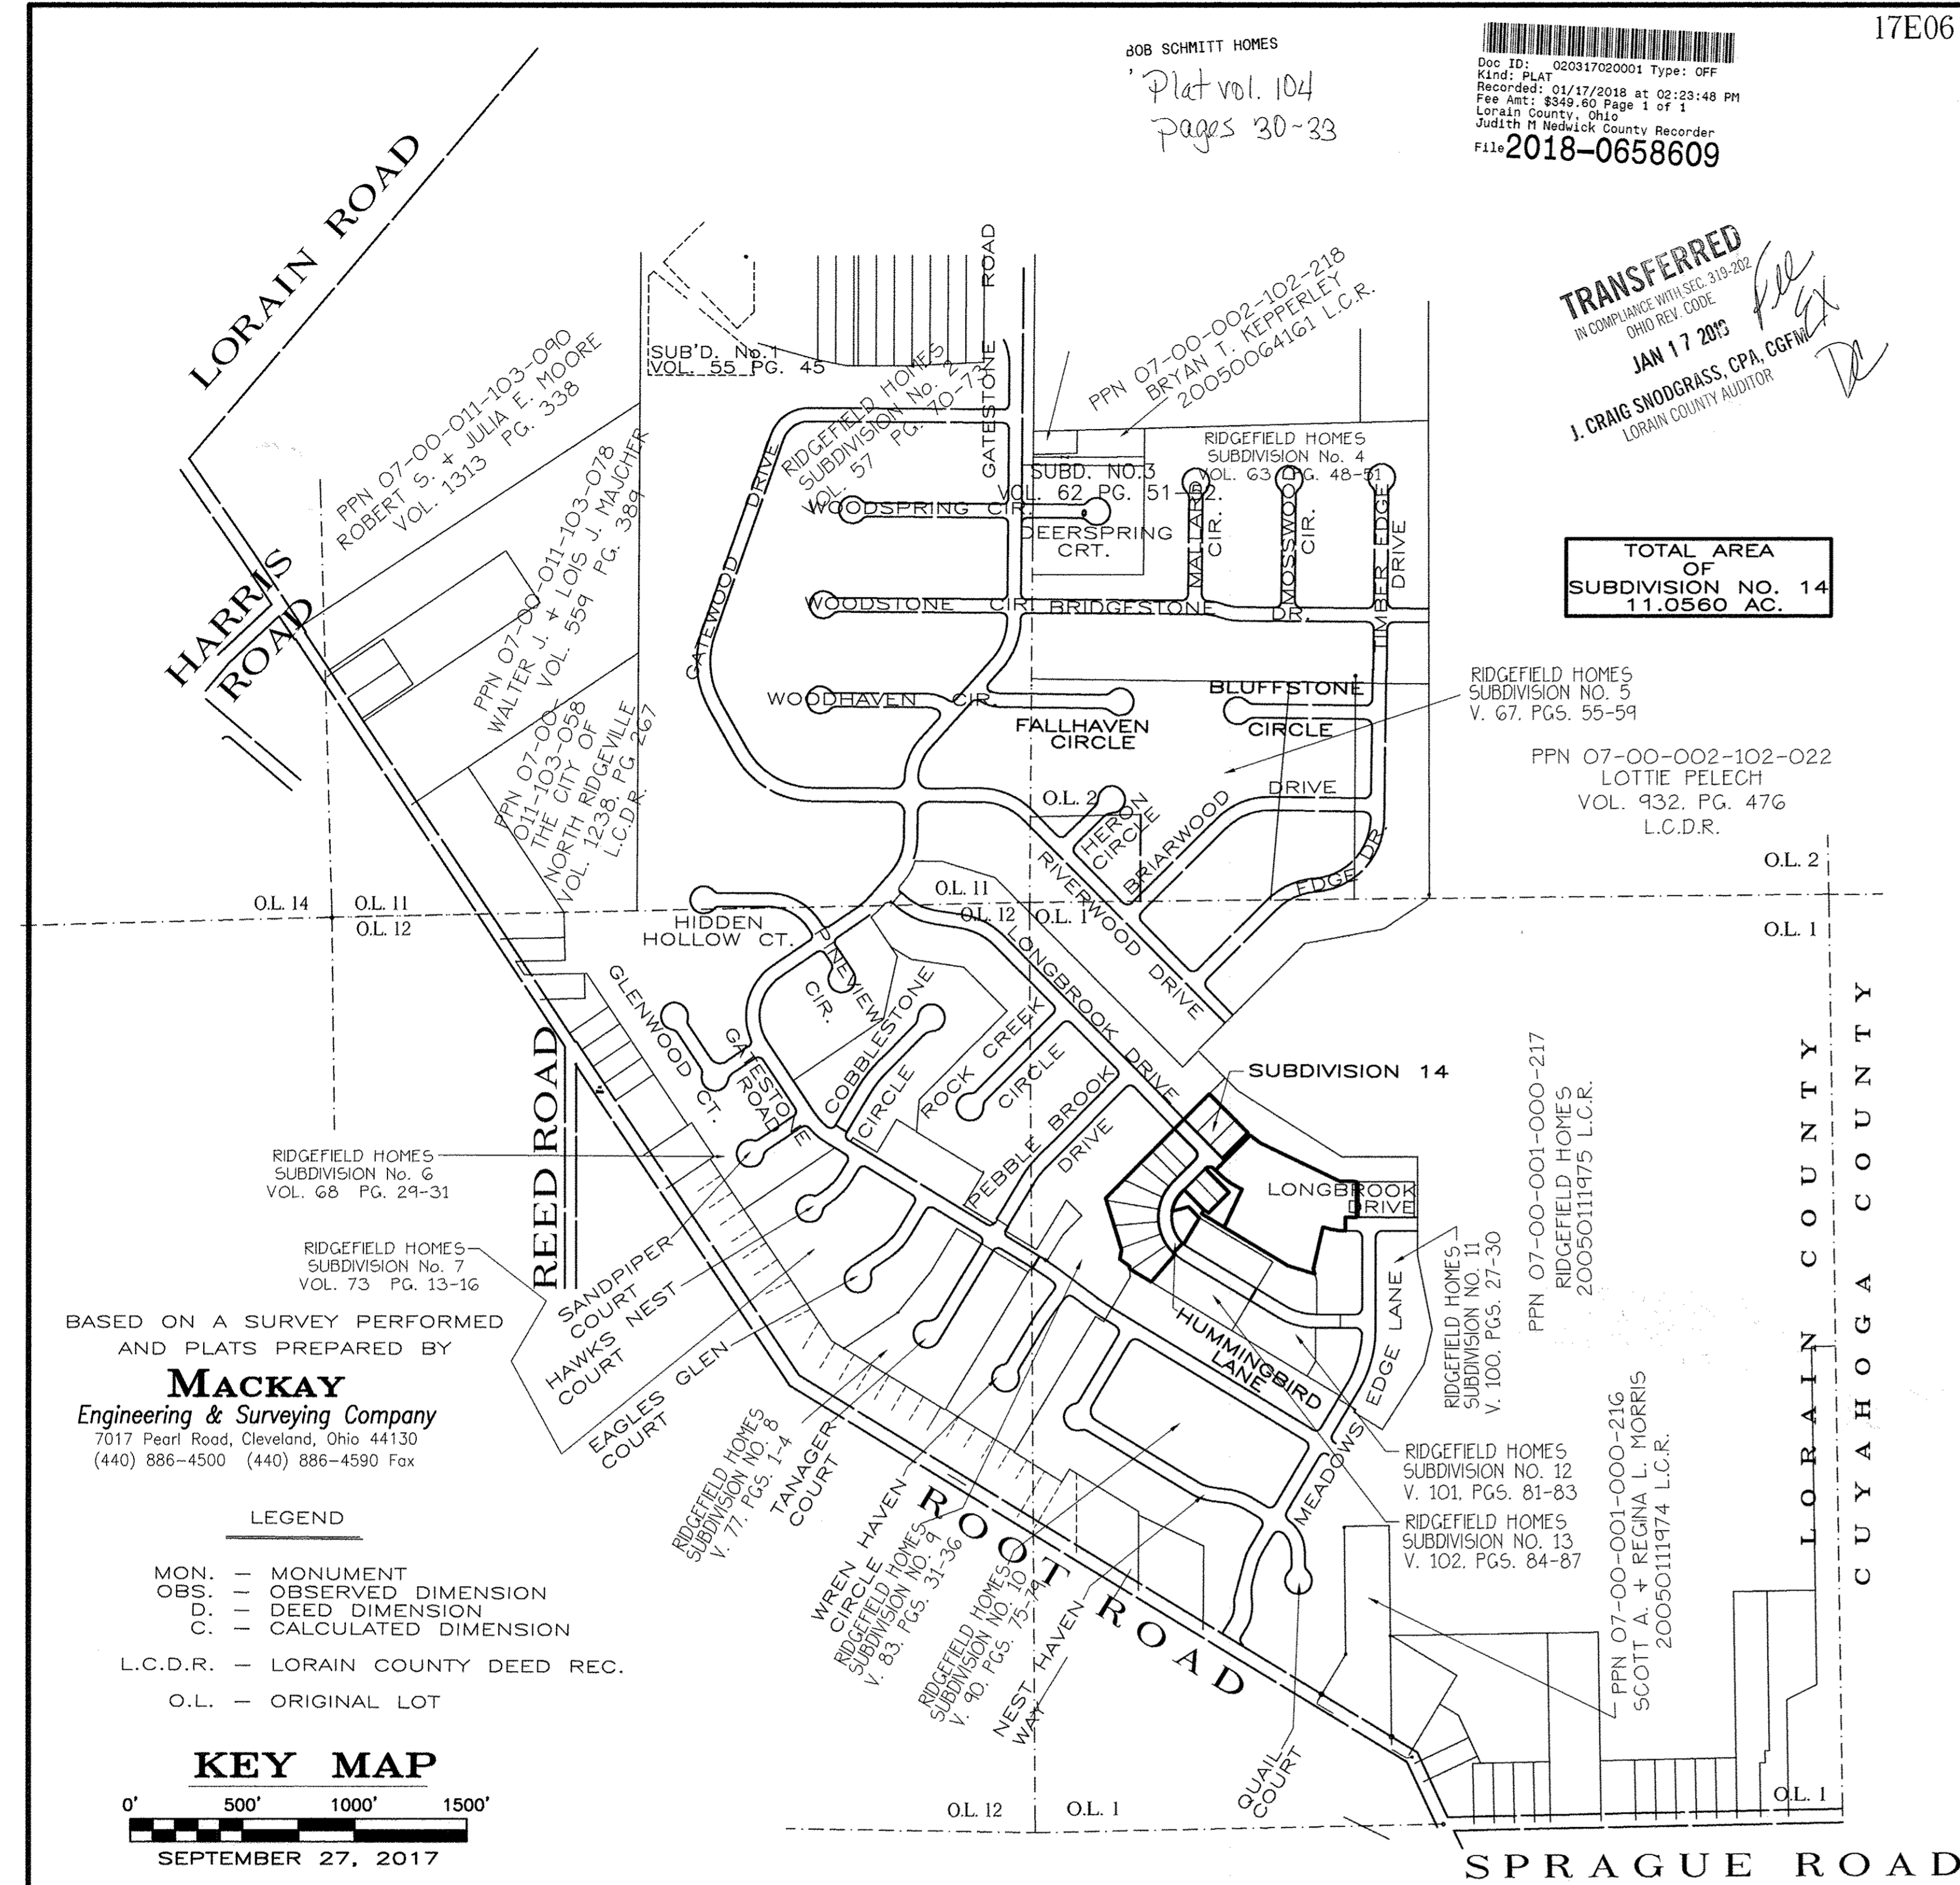 17E06
BOB SCHMITT HOMES
Plat vol. 104
pages 30-33
Doc ID: 020317020001 Type: OFF
Kind: PLAT
Recorded: 01/17/2018 at 02:23:48 PM
Fee Amt: $349.60 Page 1 of 1
Lorain County, Ohio
Judith M Nedwick County Recorder
File 2018-0658609
TRANSFERRED
IN COMPLIANCE WITH SEC. 319-202
OHIO REV. CODE
JAN 17 2018
J. CRAIG SNODGRASS, CPA, CGFM
LORAIN COUNTY AUDITOR
Fee
EX
TOTAL AREA
OF
SUBDIVISION NO. 14
11.0560 AC.
LORAIN ROAD
HARRIS
ROAD
PPN 07-00-011-103-090
ROBERT S. + JULIA E. MOORE
VOL. 1313 PG. 338
PPN 07-00-011-103-078
WALTER J. + LOIS J. MAJCHER
VOL. 559 PG. 389
PPN 07-00-
011-103-058
THE CITY OF
NORTH RIDGEVILLE
VOL. 1238, PG 267
L.C.D.R.
SUB'D. No.1
VOL. 55 PG. 45
RIDGEFIELD HOMES
SUBDIVISION No. 2
VOL. 57 PG. 70-73
GATESTONE ROAD
GATESTONE
PPN 07-00-002-102-218
BRYAN T. KEPPERLEY
20050064161 L.C.R.
RIDGEFIELD HOMES
SUBDIVISION No. 4
VOL. 63 PG. 48-51
SUBD. NO.3
VOL. 62 PG. 51-52.
GATEWOOD DRIVE
WOODSPRING CIR.
DEERSPRING
CRT.
MALLARD
CIR.
MOSSWOOD
CIR.
TIMBER EDGE
DRIVE
WOODSTONE CIR.
BRIDGESTONE DR.
TIMBER
EDGE DR.
WOODHAVEN CIR.
FALLHAVEN
CIRCLE
BLUFFSTONE
CIRCLE
RIDGEFIELD HOMES
SUBDIVISION NO. 5
V. 67, PGS. 55-59
PPN 07-00-002-102-022
LOTTIE PELECH
VOL. 932, PG. 476
L.C.D.R.
O.L. 2
HERON
CIRCLE
BRIARWOOD DRIVE
RIVERWOOD DRIVE
O.L. 2
O.L. 1
O.L. 14
O.L. 11
O.L. 12
O.L. 11
O.L. 12
O.L. 1
HIDDEN
HOLLOW CT.
PINEVIEW
CIR.
LONGBROOK DRIVE
GLENWOOD CT.
GATESTONE
ROAD
COBBLESTONE
CIRCLE
ROCK CREEK
CIRCLE
PEBBLE BROOK
DRIVE
REED ROAD
SUBDIVISION 14
LONGBROOK
DRIVE
PPN 07-00-001-000-217
RIDGEFIELD HOMES
20050111975 L.C.R.
LORAIN COUNTY
CUYAHOGA COUNTY
RIDGEFIELD HOMES
SUBDIVISION No. 6
VOL. 68 PG. 29-31
RIDGEFIELD HOMES
SUBDIVISION No. 7
VOL. 73 PG. 13-16
SANDPIPER
COURT
HAWKS NEST
COURT
EAGLES GLEN
COURT
RIDGEFIELD HOMES
SUBDIVISION NO. 8
V. 77, PGS. 1-4
TANAGER
COURT
WREN HAVEN
CIRCLE
RIDGEFIELD HOMES
SUBDIVISION NO. 9
V. 83, PGS. 31-36
RIDGEFIELD HOMES
SUBDIVISION NO. 10
V. 90, PGS. 75-79
NEST HAVEN
WAY
HUMMINGBIRD
LANE
MEADOWS EDGE LANE
RIDGEFIELD HOMES
SUBDIVISION NO. 11
V. 100, PGS. 27-30
RIDGEFIELD HOMES
SUBDIVISION NO. 12
V. 101, PGS. 81-83
RIDGEFIELD HOMES
SUBDIVISION NO. 13
V. 102, PGS. 84-87
PPN 07-00-001-000-216
SCOTT A. + REGINA L. MORRIS
20050111974 L.C.R.
QUAIL
COURT
ROOT ROAD
O.L. 12
O.L. 1
O.L. 1
SPRAGUE ROAD
BASED ON A SURVEY PERFORMED
AND PLATS PREPARED BY
MACKAY
Engineering & Surveying Company
7017 Pearl Road, Cleveland, Ohio 44130
(440) 886-4500 (440) 886-4590 Fax
LEGEND
MON. — MONUMENT
OBS. — OBSERVED DIMENSION
D. — DEED DIMENSION
C. — CALCULATED DIMENSION
L.C.D.R. — LORAIN COUNTY DEED REC.
O.L. — ORIGINAL LOT
KEY MAP
0' 500' 1000' 1500'
SEPTEMBER 27, 2017